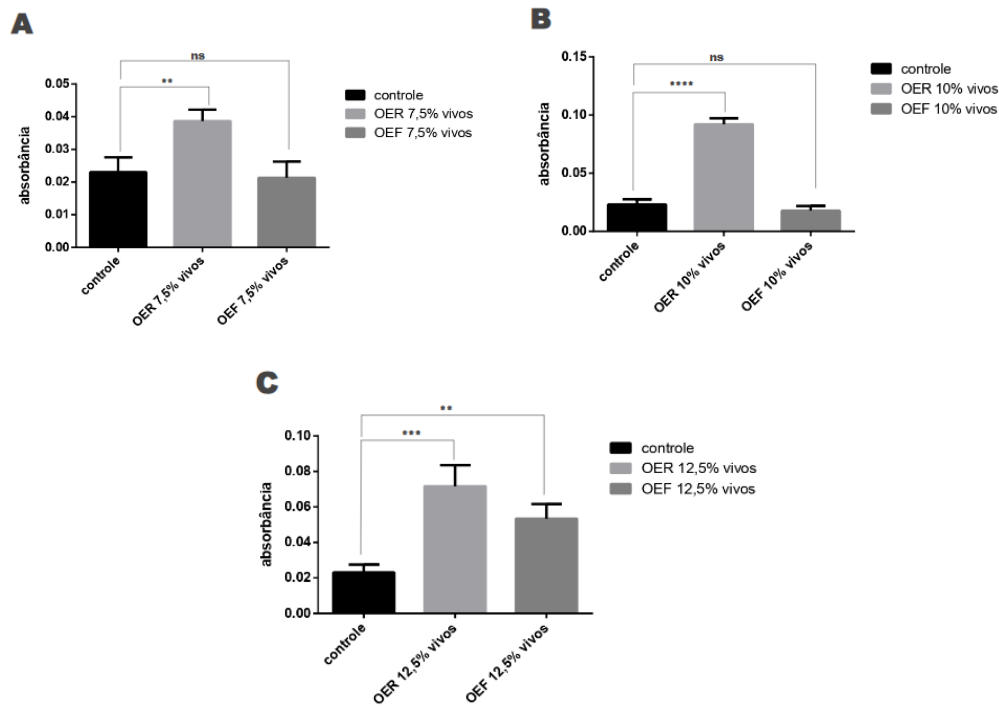 A
ns
**
0.05
0.04
0.03
0.02
0.01
0.00
absorbância
controle
OER 7,5% vivos
OEF 7,5% vivos
controle
OER 7,5% vivos
OEF 7,5% vivos
B
ns
****
0.15
0.10
0.05
0.00
absorbância
controle
OER 10% vivos
OEF 10% vivos
controle
OER 10% vivos
OEF 10% vivos
C
**
***
0.10
0.08
0.06
0.04
0.02
0.00
absorbância
controle
OER 12,5% vivos
OEF 12,5% vivos
controle
OER 12,5% vivos
OEF 12,5% vivos